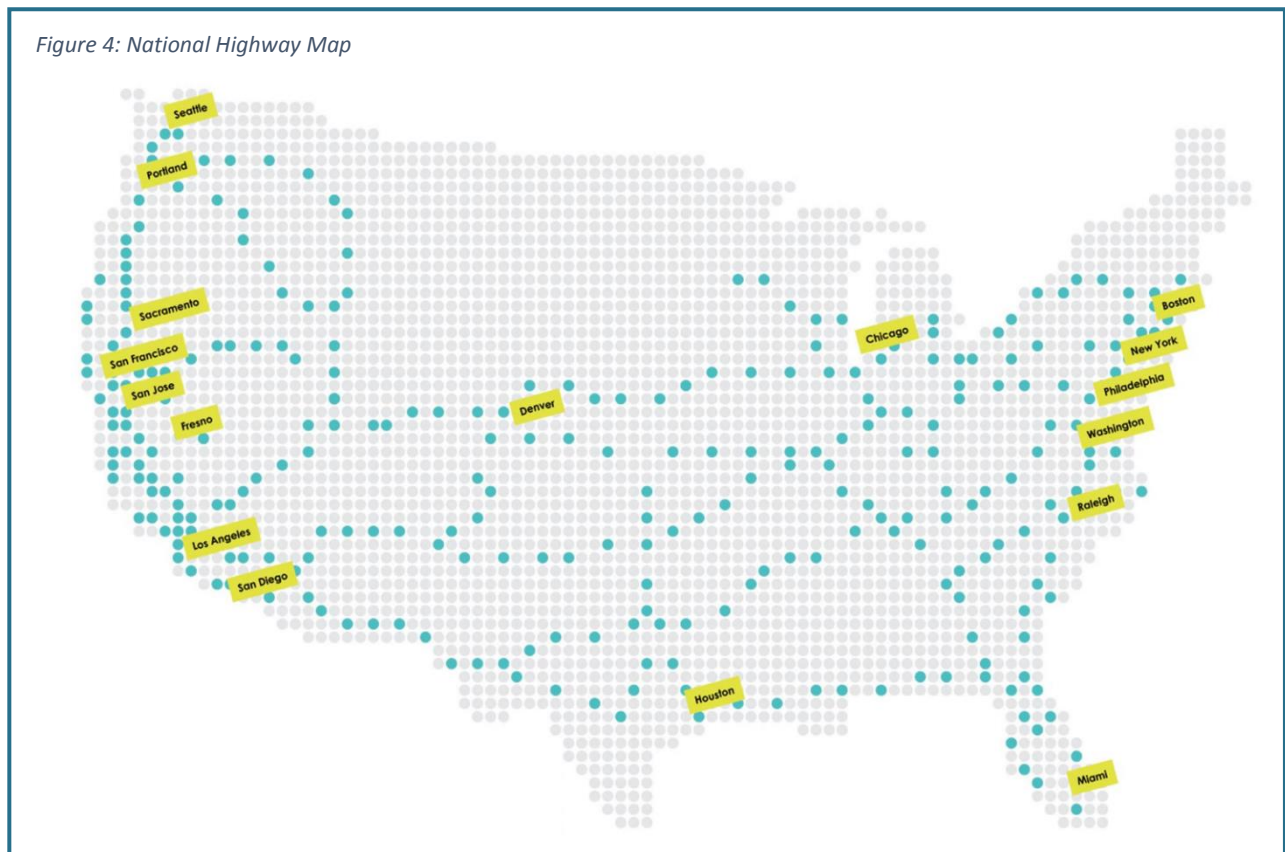 Figure 4: National Highway Map
Seattle
Portland
Sacramento
San Francisco
San Jose
Fresno
Los Angeles
San Diego
Denver
Houston
Chicago
Boston
New York
Philadelphia
Washington
Raleigh
Miami